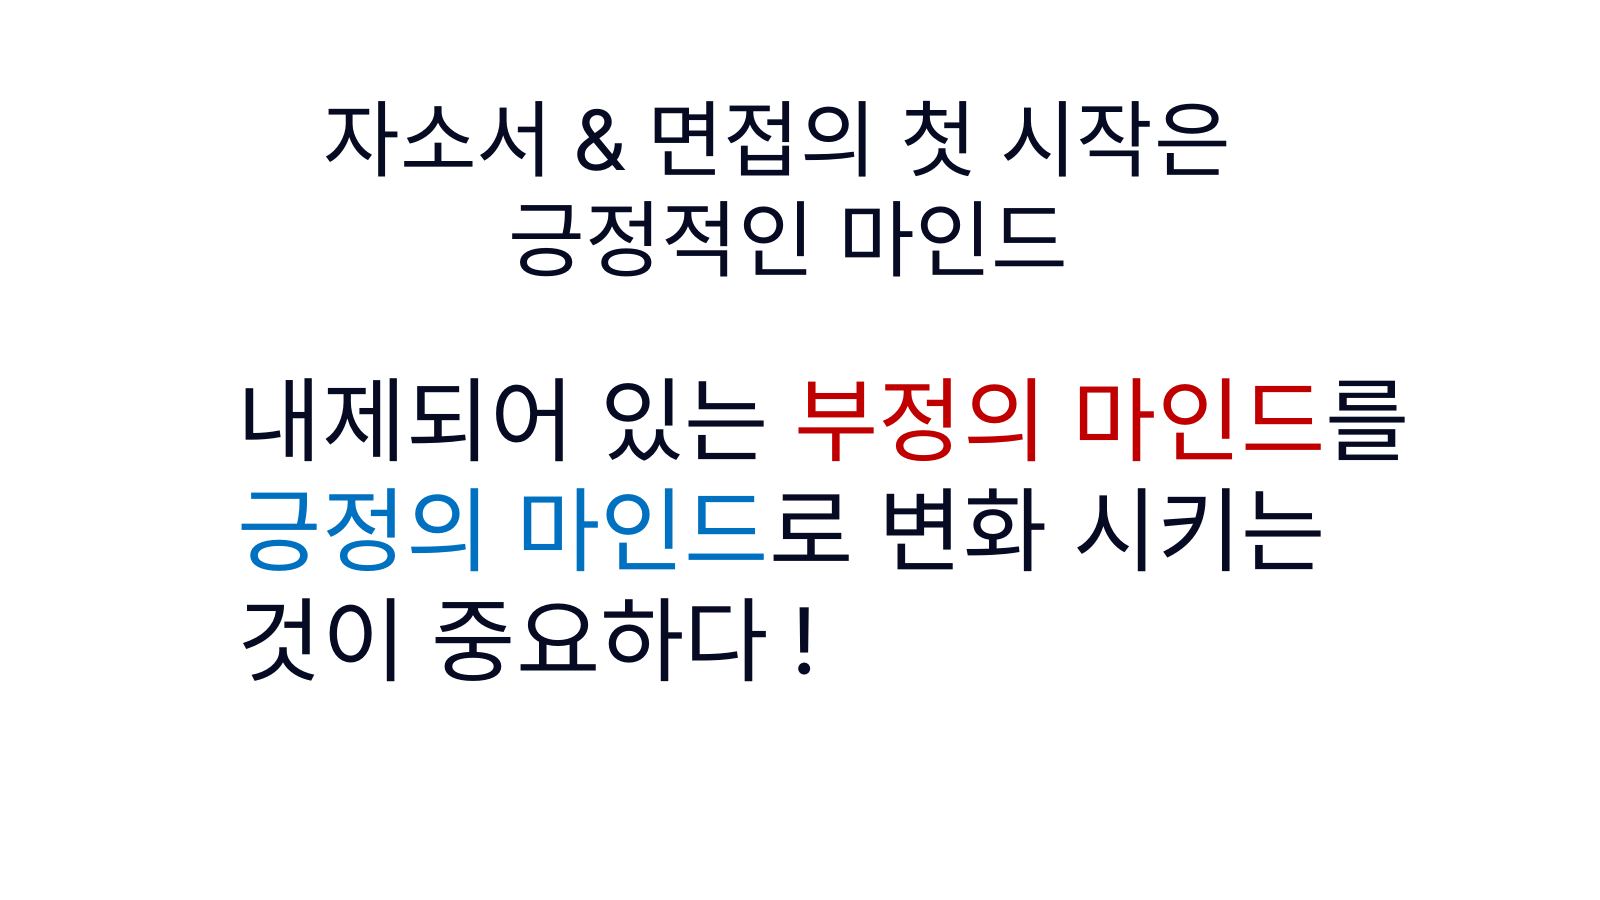 자소서 & 면접의 첫 시작은
긍정적인 마인드
내제되어 있는 부정의 마인드를
긍정의 마인드로 변화 시키는
것이 중요하다 !